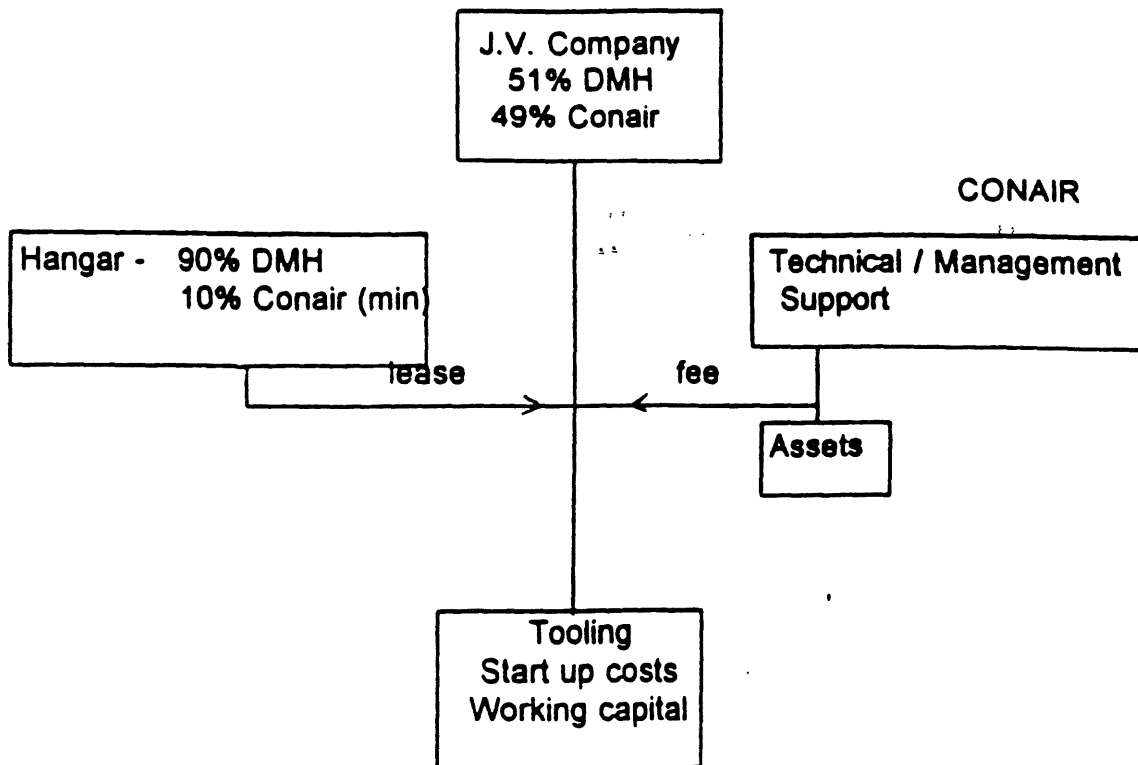 J.V. Company
51% DMH
49% Conair
CONAIR
Hangar - 90% DMH
10% Conair (min)
Technical / Management
Support
lease
fee
Assets
Tooling
Start up costs
Working capital